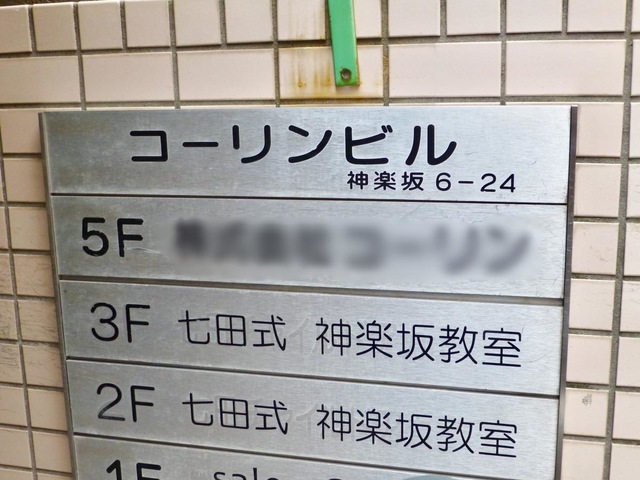 コーリンビル
神楽坂6-24
5F
3F 七田式 神楽坂教室
2F 七田式 神楽坂教室
1F